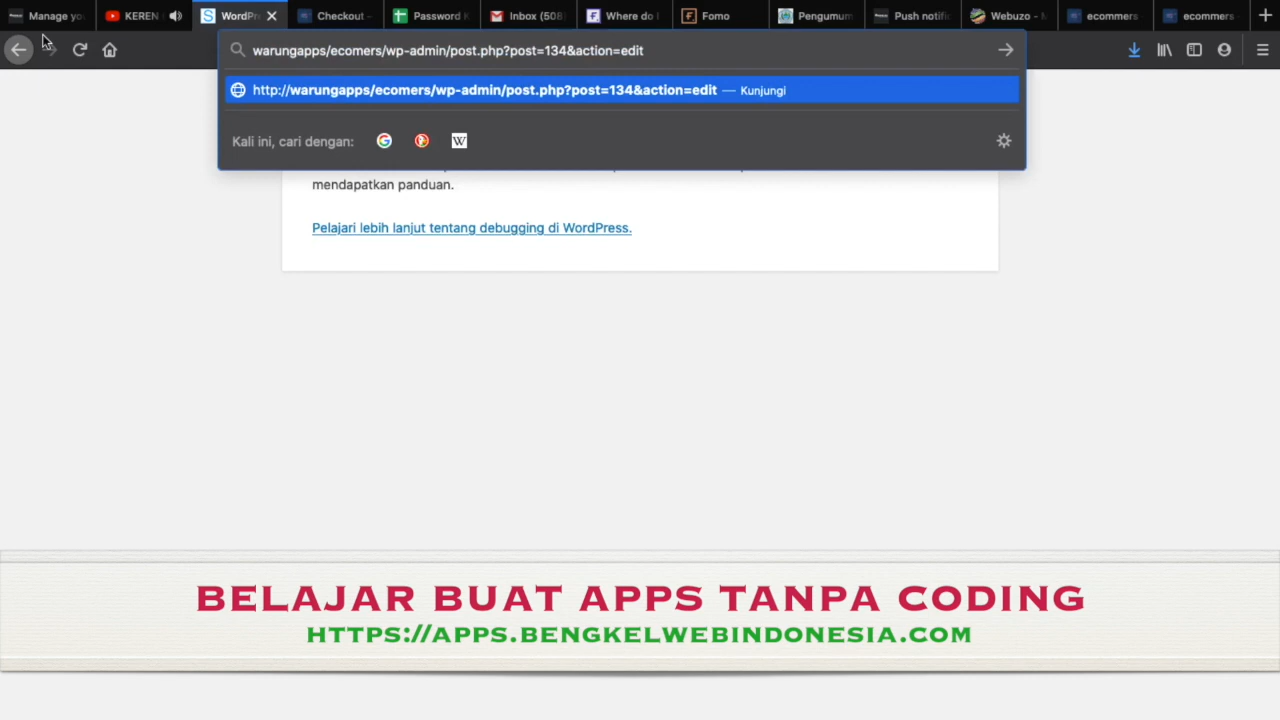 Manage you
KEREN
WordPr
Checkout –
Password K
Inbox (508
Where do I
Fomo
Pengumum
Push notific
Webuzo - M
ecommers
ecommers
warungapps/ecomers/wp-admin/post.php?post=134&action=edit
http://warungapps/ecomers/wp-admin/post.php?post=134&action=edit — Kunjungi
Kali ini, cari dengan:
mendapatkan panduan.
Pelajari lebih lanjut tentang debugging di WordPress.
BELAJAR BUAT APPS TANPA CODING
HTTPS://APPS.BENGKELWEBINDONESIA.COM